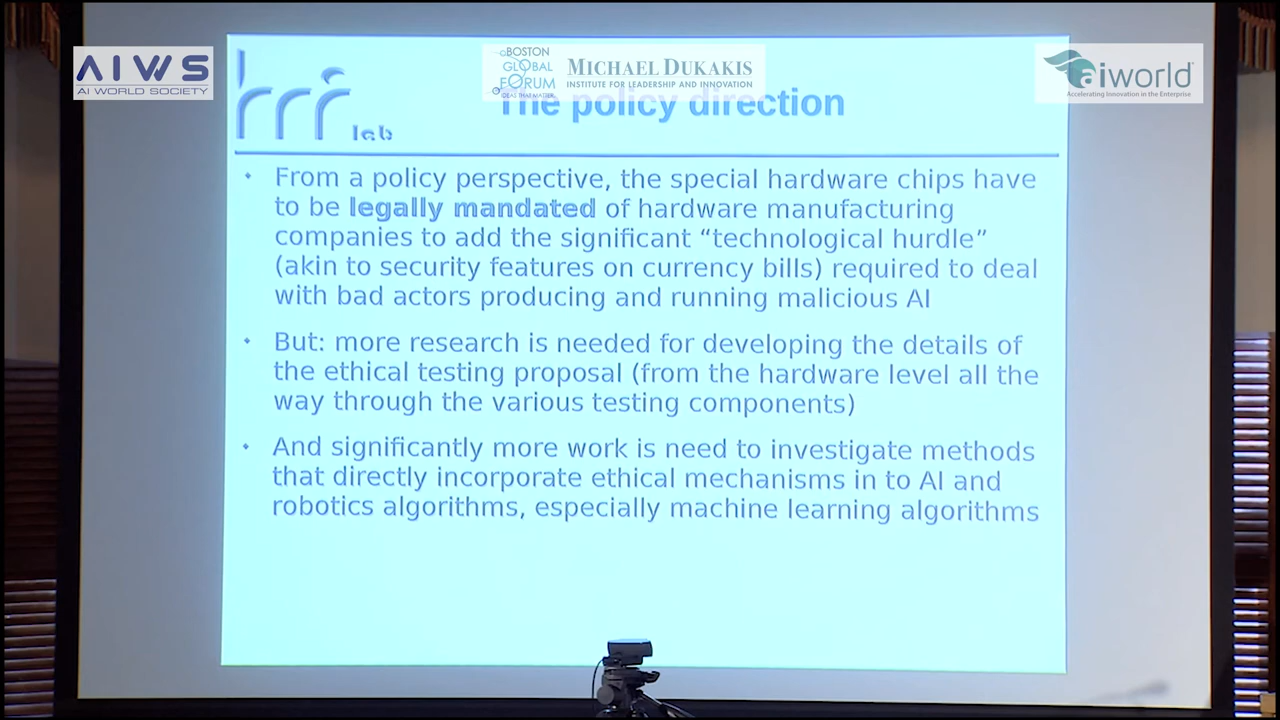 AIWS
AI WORLD SOCIETY
BOSTON
GLOBAL
FORUM
IDEAS THAT MATTER
MICHAEL DUKAKIS
INSTITUTE FOR LEADERSHIP AND INNOVATION
aiworld
Accelerating Innovation in the Enterprise
hri lab
The policy direction
• From a policy perspective, the special hardware chips have
to be legally mandated of hardware manufacturing
companies to add the significant “technological hurdle”
(akin to security features on currency bills) required to deal
with bad actors producing and running malicious AI
• But: more research is needed for developing the details of
the ethical testing proposal (from the hardware level all the
way through the various testing components)
• And significantly more work is need to investigate methods
that directly incorporate ethical mechanisms in to AI and
robotics algorithms, especially machine learning algorithms